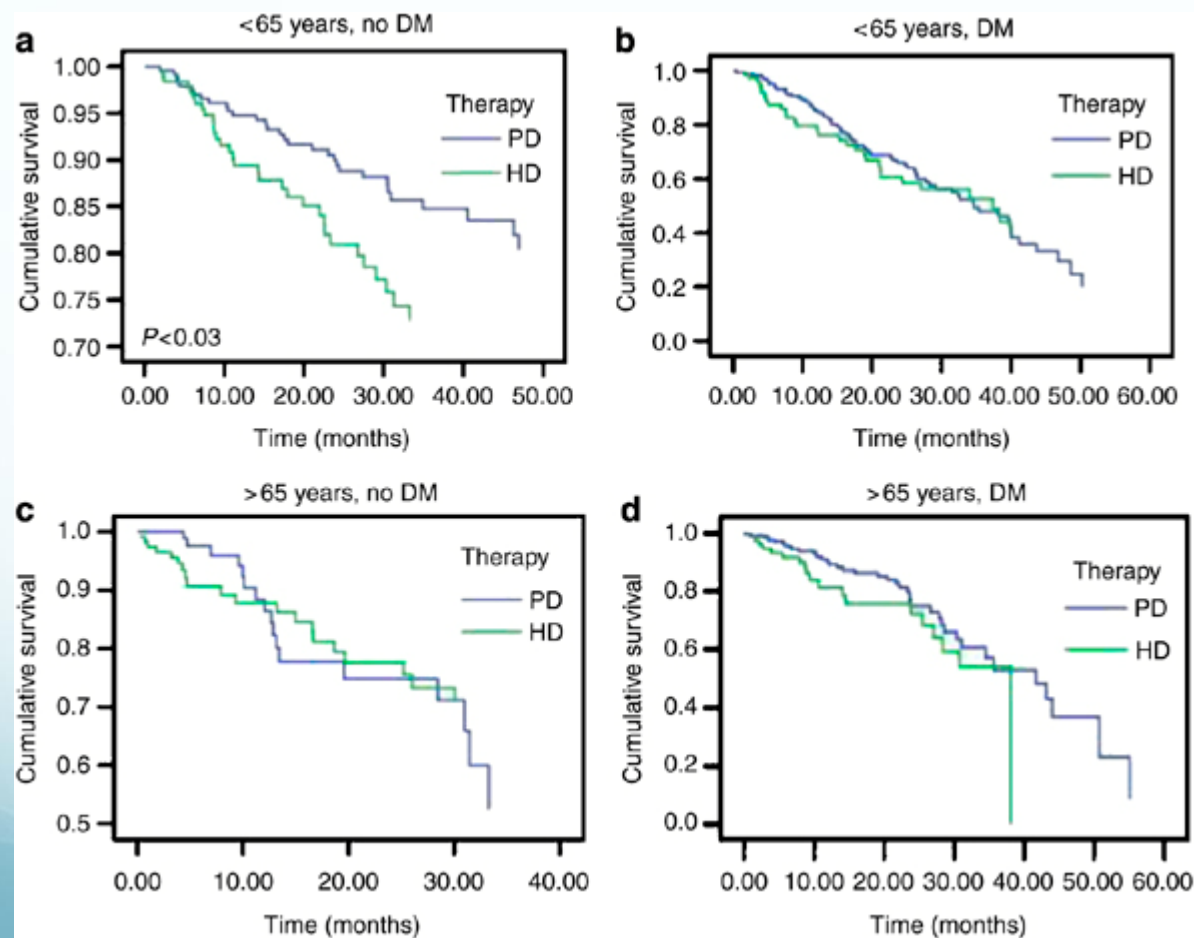 a
<65 years, no DM
Cumulative survival
1.00
0.95
0.90
0.85
0.80
0.75
0.70
Therapy
PD
HD
P<0.03
0.00 10.00 20.00 30.00 40.00 50.00
Time (months)
b
<65 years, DM
Cumulative survival
1.0
0.8
0.6
0.4
0.2
0.0
Therapy
PD
HD
0.00 10.00 20.00 30.00 40.00 50.00 60.00
Time (months)
c
>65 years, no DM
Cumulative survival
1.0
0.9
0.8
0.7
0.6
0.5
Therapy
PD
HD
0.00 10.00 20.00 30.00 40.00
Time (months)
d
>65 years, DM
Cumulative survival
1.0
0.8
0.6
0.4
0.2
0.0
Therapy
PD
HD
0.00 10.00 20.00 30.00 40.00 50.00 60.00
Time (months)